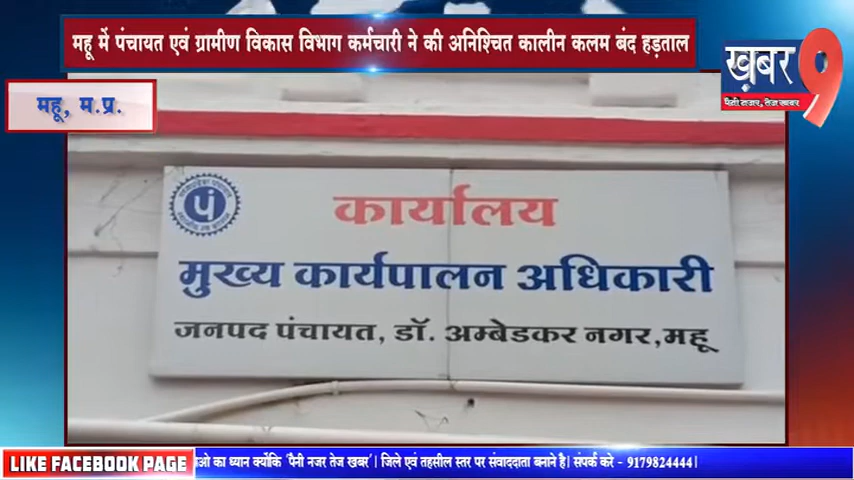 महू में पंचायत एवं ग्रामीण विकास विभाग कर्मचारी ने की अनिश्चित कालीन कलम बंद हड़ताल
ख़बर 9
पैनी नजर, तेज खबर
महू, म.प्र.
पं
कार्यालय
मुख्य कार्यपालन अधिकारी
जनपद पंचायत, डॉ. अम्बेडकर नगर,महू
LIKE FACEBOOK PAGE
ाओ का ध्यान क्योंकि 'पैनी नजर तेज खबर'। जिले एवं तहसील स्तर पर संवाददाता बनाने है। संपर्क करे - 9179824444।